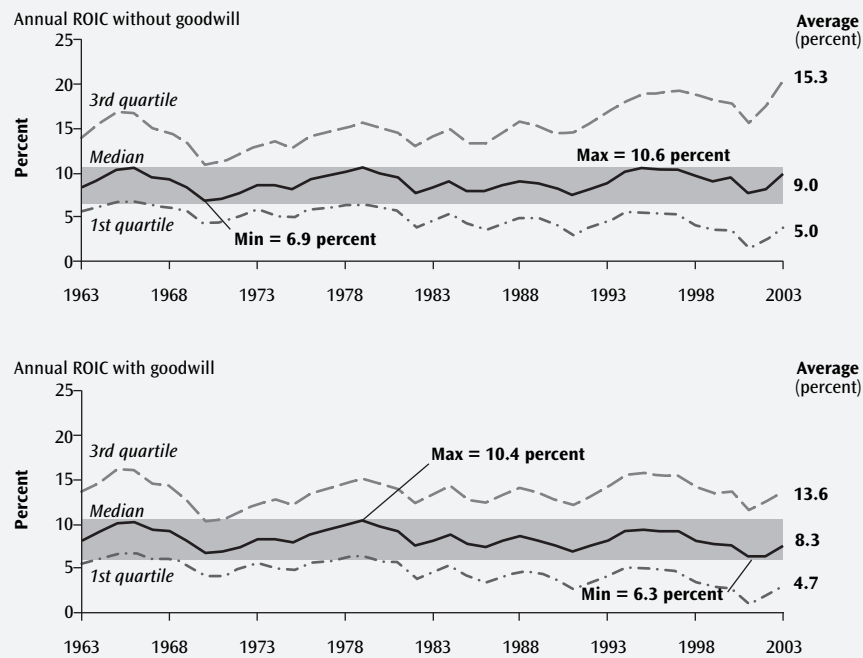 Annual ROIC without goodwill
Average
(percent)
25
20
15
10
5
0
Percent
3rd quartile
Median
1st quartile
Max = 10.6 percent
Min = 6.9 percent
15.3
9.0
5.0
1963 1968 1973 1978 1983 1988 1993 1998 2003
Annual ROIC with goodwill
Average
(percent)
25
20
15
10
5
0
Percent
3rd quartile
Median
1st quartile
Max = 10.4 percent
Min = 6.3 percent
13.6
8.3
4.7
1963 1968 1973 1978 1983 1988 1993 1998 2003